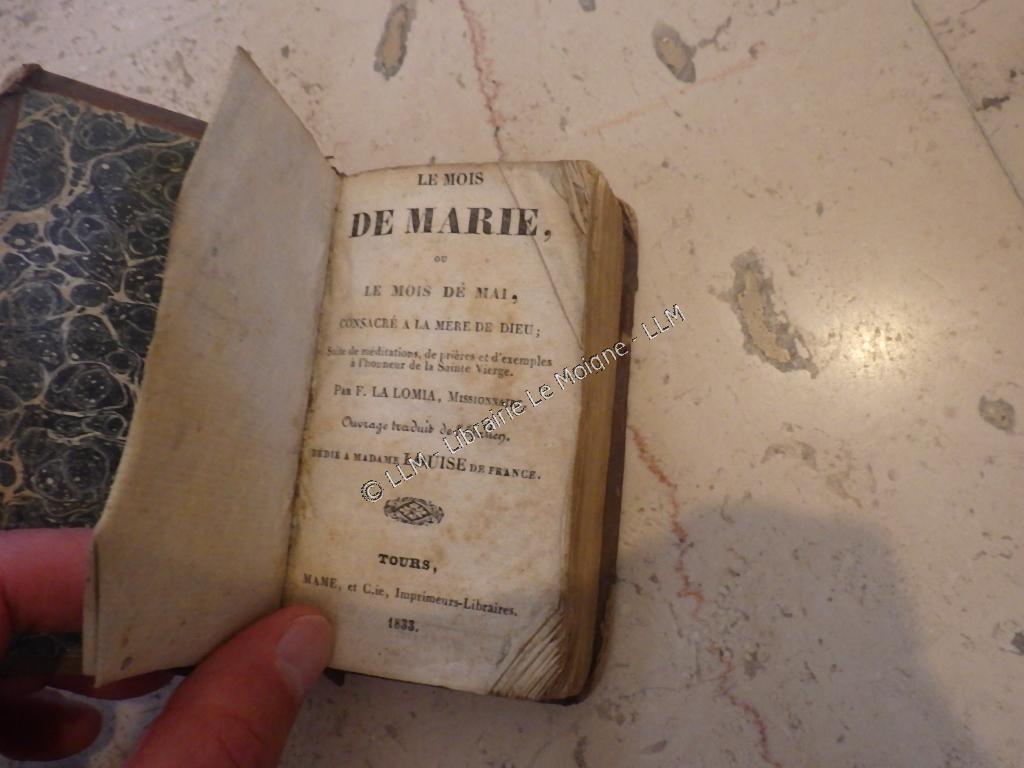 LE MOIS
DE MARIE,
OU
LE MOIS DE MAI,
CONSACRÉ A LA MÈRE DE DIEU;
Suite de méditations, de prières et d'exemples
à l'honneur de la Sainte Vierge.
PAR F. LA LOMIA, MISSIONNAIRE
Ouvrage traduit de
DÉDIÉ A MADAME LOUISE DE FRANCE.
TOURS,
MAME, et C.ie, Imprimeurs-Libraires.
1833.
© LLM - Librairie Le Moigne - LLM